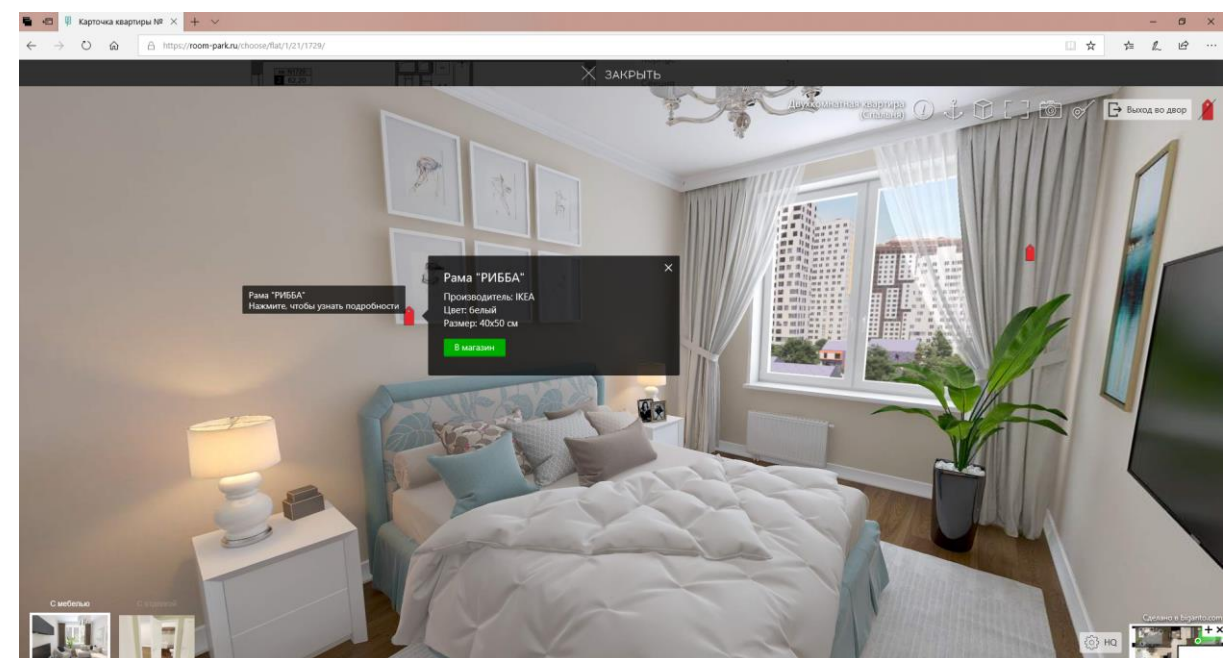 Карточка квартиры №
https://room-park.ru/choose/flat/1/21/1729/
ЗАКРЫТЬ
Двухкомнатная квартира
(Спальня)
Выход во двор
Рама "РИББА"
Нажмите, чтобы узнать подробности
Рама "РИББА"
Производитель: IKEA
Цвет: белый
Размер: 40x50 см
В магазин
С мебелью
HQ
Сделано в biganto.com